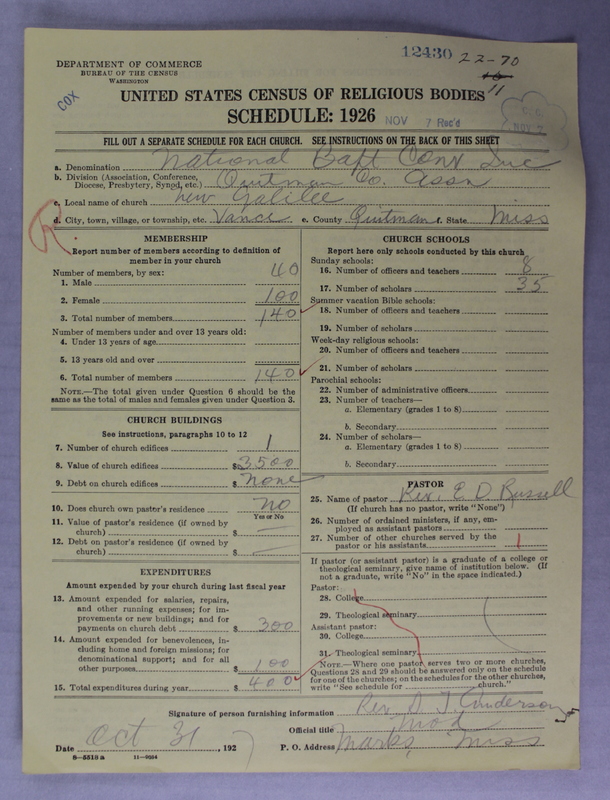 12430 22-70
DEPARTMENT OF COMMERCE
BUREAU OF THE CENSUS
WASHINGTON
11
COX
UNITED STATES CENSUS OF RELIGIOUS BODIES
SCHEDULE: 1926
NOV 7 Rec'd
FILL OUT A SEPARATE SCHEDULE FOR EACH CHURCH. SEE INSTRUCTIONS ON THE BACK OF THIS SHEET
a. Denomination National Bapt Conv Inc
b. Division (Association, Conference, Diocese, Presbytery, Synod, etc.) Quitman Co. Assn
c. Local name of church New Galilee
d. City, town, village, or township, etc. Vance e. County Quitman f. State Miss
MEMBERSHIP
Report number of members according to definition of
member in your church
Number of members, by sex:
1. Male 40
2. Female 100
3. Total number of members 140
Number of members under and over 13 years old:
4. Under 13 years of age
5. 13 years old and over
6. Total number of members 140
NOTE.—The total given under Question 6 should be
same as the total of males and females given under Question 3.
CHURCH BUILDINGS
See instructions, paragraphs 10 to 12
7. Number of church edifices 1
8. Value of church edifices $3500
9. Debt on church edifices $ none
10. Does church own pastor's residence no
Yes or No
11. Value of pastor's residence (if owned by
church) $
12. Debt on pastor's residence (if owned by
church) $
EXPENDITURES
Amount expended by your church during last fiscal year
13. Amount expended for salaries, repairs,
and other running expenses; for im-
provements or new buildings; and for
payments on church debt $ 300
14. Amount expended for benevolences, in-
cluding home and foreign missions; for
denominational support; and for all
other purposes $ 100
15. Total expenditures during year $ 400
CHURCH SCHOOLS
Report here only schools conducted by this church
Sunday schools:
16. Number of officers and teachers 8
17. Number of scholars 35
Summer vacation Bible schools:
18. Number of officers and teachers
19. Number of scholars
Week-day religious schools:
20. Number of officers and teachers
21. Number of scholars
Parochial schools:
22. Number of administrative officers
23. Number of teachers—
a. Elementary (grades 1 to 8)
b. Secondary
24. Number of scholars—
a. Elementary (grades 1 to 8)
b. Secondary
PASTOR
25. Name of pastor Rev. E. D. Russell
(If church has no pastor, write "None")
26. Number of ordained ministers, if any, em-
ployed as assistant pastors
27. Number of other churches served by the
pastor or his assistants 1
If pastor (or assistant pastor) is a graduate of a college or
theological seminary, give name of institution below. (If
not a graduate, write "No" in the space indicated.)
Pastor:
28. College
29. Theological seminary
Assistant pastor:
30. College
31. Theological seminary
NOTE.—Where one pastor serves two or more churches,
Questions 28 and 29 should be answered only on the schedule
for one of the churches; on the schedules for the other churches,
write "See schedule for church."
Signature of person furnishing information Rev D. J. Anderson
Official title Mod
Date Oct 31, 1927 P. O. Address Marks, Miss
8-5518 a 11-9084